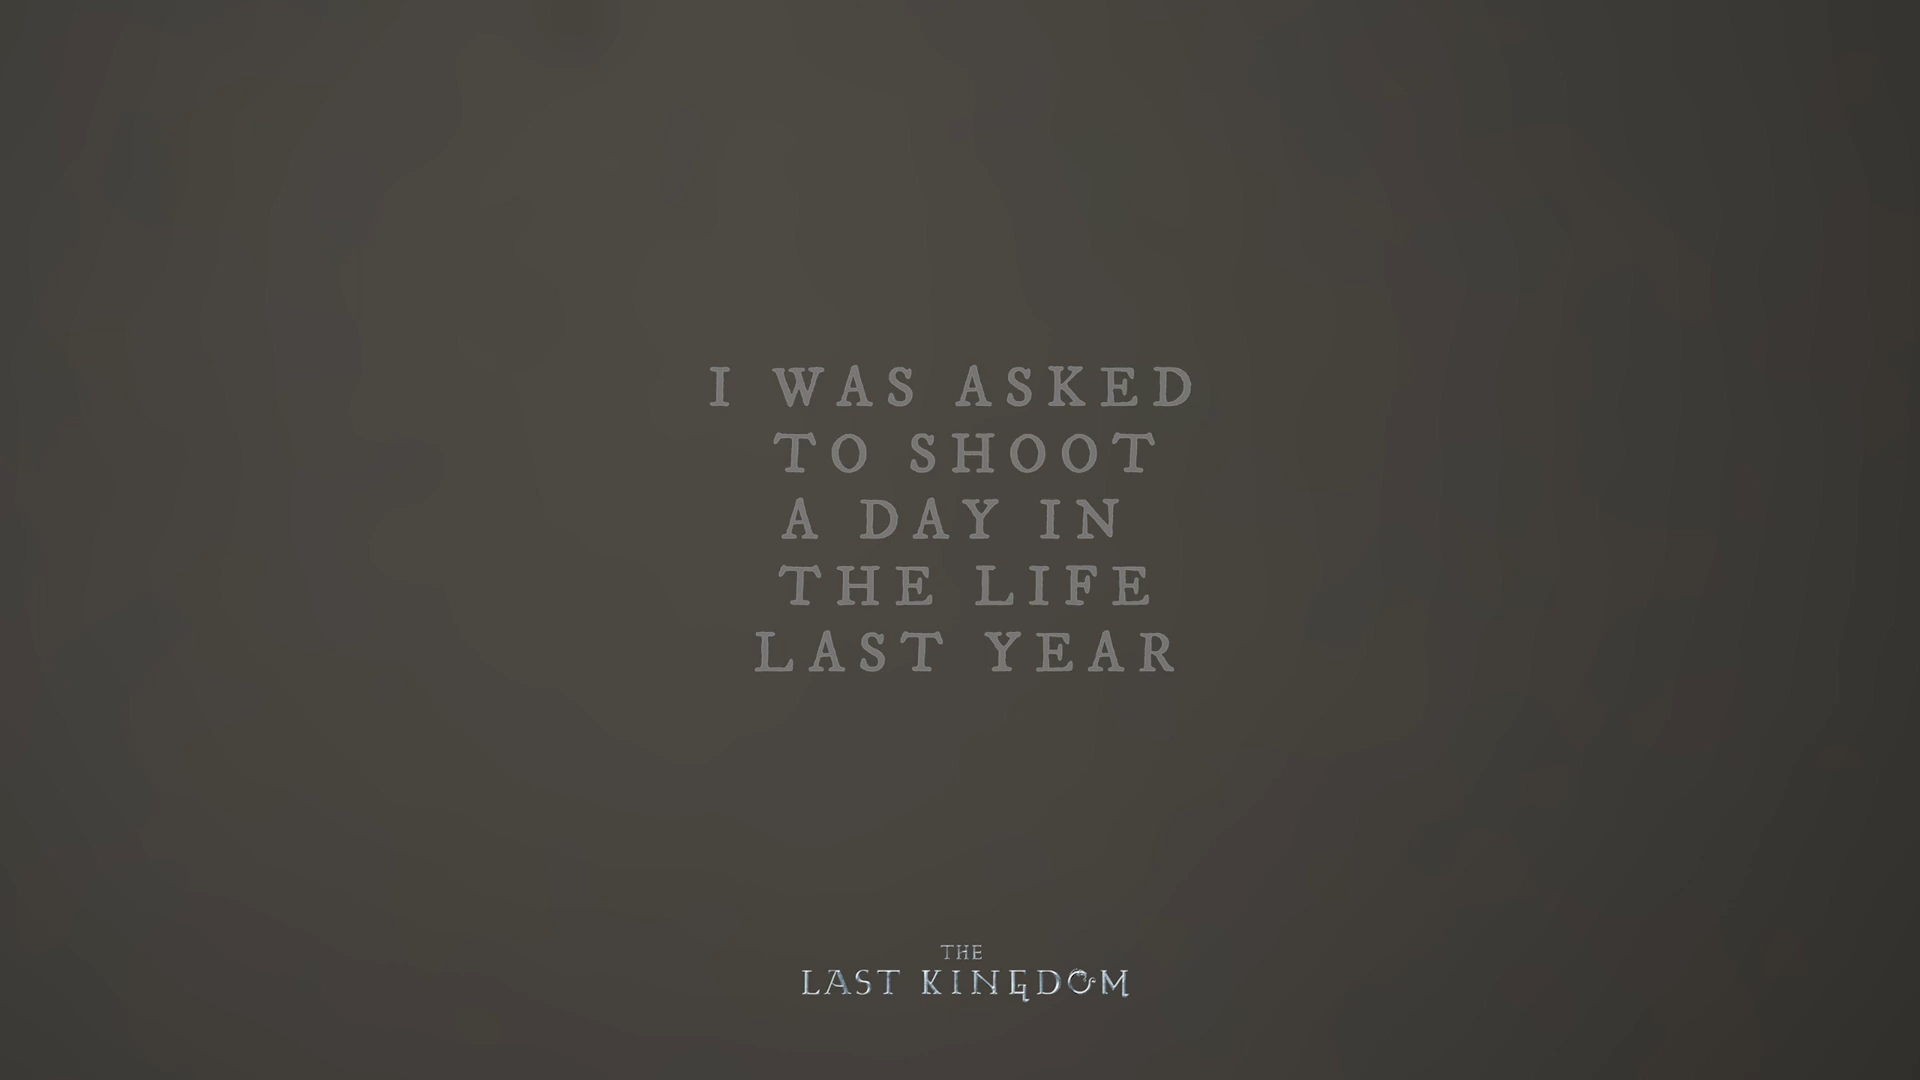 I WAS ASKED
TO SHOOT
A DAY IN
THE LIFE
LAST YEAR
THE
LAST KINGDOM